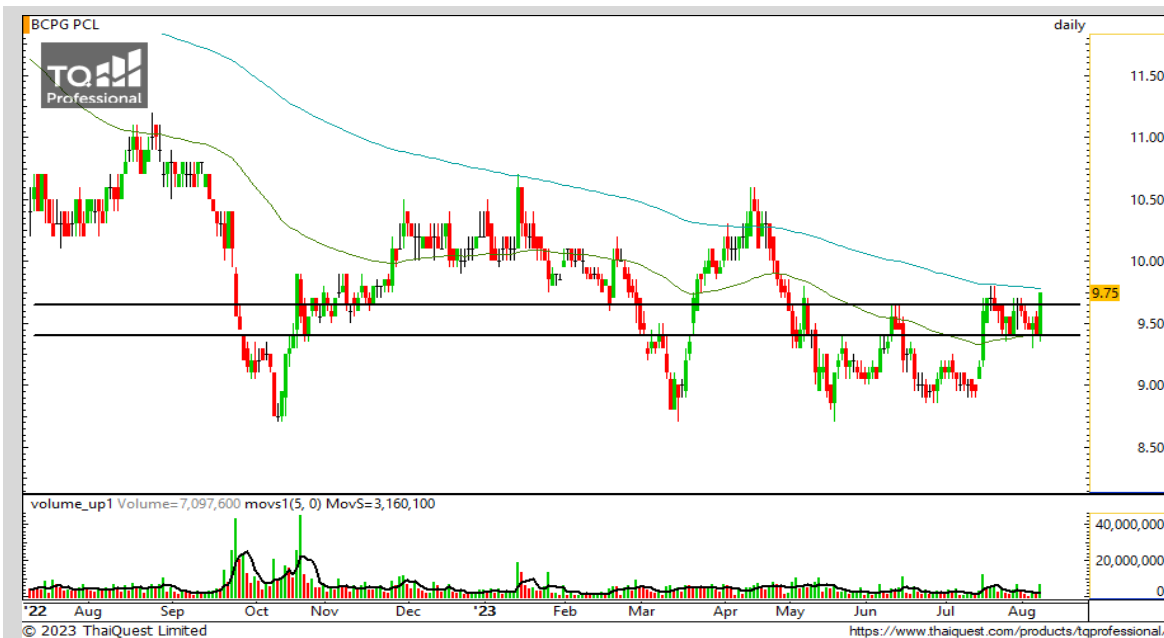 BCPG PCL
daily
TQ
Professional
11.50
11.00
10.50
10.00
9.75
9.50
9.00
8.50
volume_up1 Volume=7,097,600 movs1(5, 0) MovS=3,160,100
40,000,000
20,000,000
0
'22 Aug Sep Oct Nov Dec '23 Feb Mar Apr May Jun Jul Aug
© 2023 ThaiQuest Limited
https://www.thaiquest.com/products/tqprofessional.